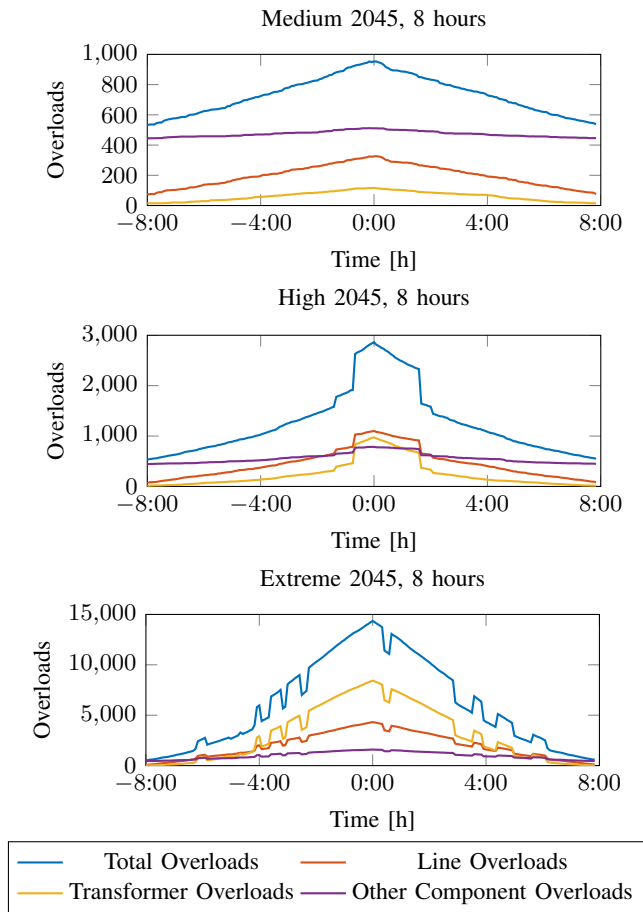 Medium 2045, 8 hours
1,000
800
600
400
200
0
Overloads
−8:00 −4:00 0:00 4:00 8:00
Time [h]
High 2045, 8 hours
3,000
2,000
1,000
0
Overloads
−8:00 −4:00 0:00 4:00 8:00
Time [h]
Extreme 2045, 8 hours
15,000
10,000
5,000
0
Overloads
−8:00 −4:00 0:00 4:00 8:00
Time [h]
Total Overloads Line Overloads
Transformer Overloads Other Component Overloads